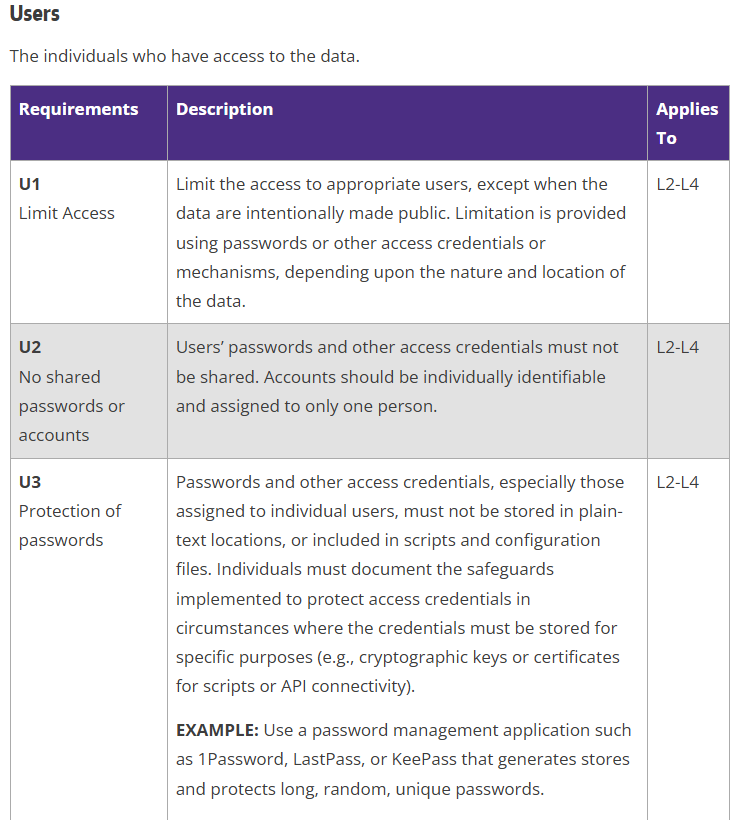 Users
The individuals who have access to the data.
Requirements
Description
Applies
To
U1
Limit Access
Limit the access to appropriate users, except when the
data are intentionally made public. Limitation is provided
using passwords or other access credentials or
mechanisms, depending upon the nature and location of
the data.
L2-L4
U2
No shared
passwords or
accounts
Users’ passwords and other access credentials must not
be shared. Accounts should be individually identifiable
and assigned to only one person.
L2-L4
U3
Protection of
passwords
Passwords and other access credentials, especially those
assigned to individual users, must not be stored in plain-
text locations, or included in scripts and configuration
files. Individuals must document the safeguards
implemented to protect access credentials in
circumstances where the credentials must be stored for
specific purposes (e.g., cryptographic keys or certificates
for scripts or API connectivity).
EXAMPLE: Use a password management application such
as 1Password, LastPass, or KeePass that generates stores
and protects long, random, unique passwords.
L2-L4